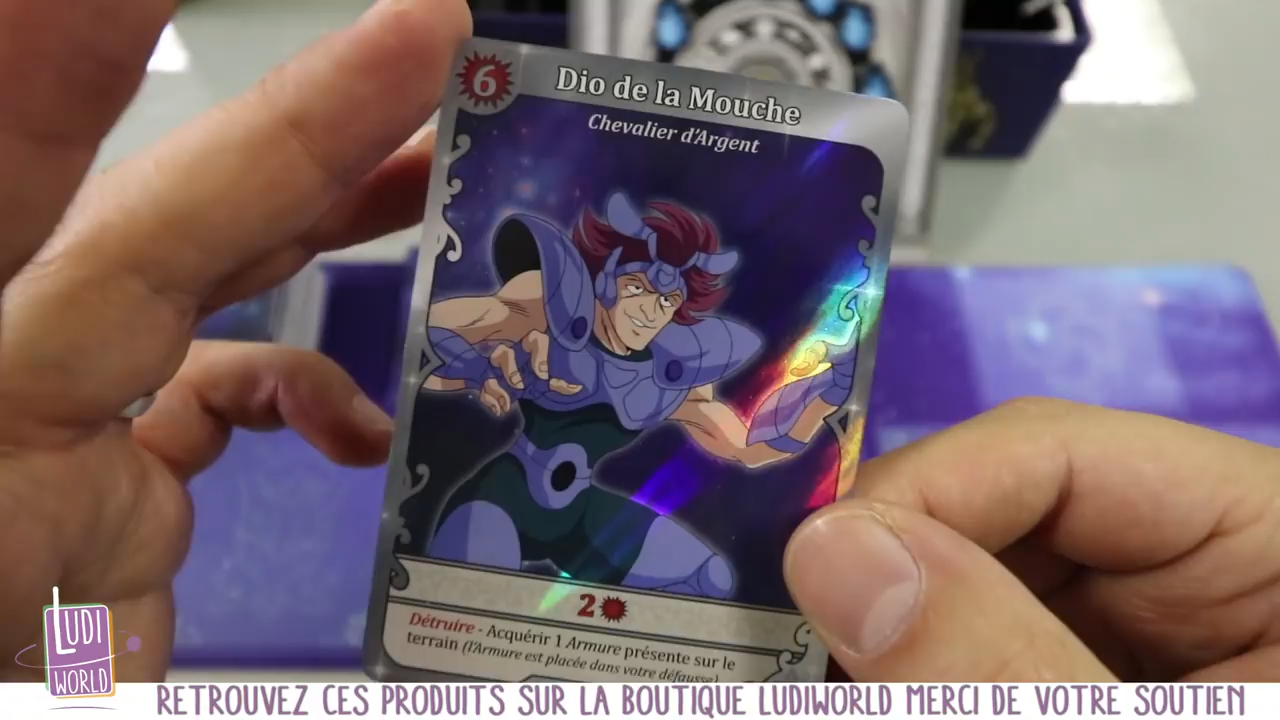 6
Dio de la Mouche
Chevalier d'Argent
2
Détruire - Acquérir 1 Armure présente sur le
terrain (l'Armure est placée dans votre défausse)
LUDI
WORLD
RETROUVEZ CES PRODUITS SUR LA BOUTIQUE LUDIWORLD MERCI DE VOTRE SOUTIEN